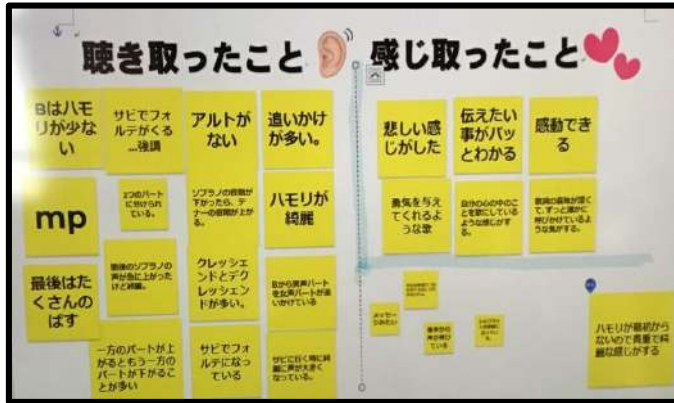 聴き取ったこと
感じ取ったこと
Bはハモ
リが少な
い
サビでフォ
ルテがくる
...強調
アルトが
ない
追いかけ
が多い。
mp
2つのパート
に分けられ
ている。
ソプラノの音程が
下がったら、テ
ナーの音程が上が
る。
ハモリが
綺麗
最後はた
くさんの
ばす
最後のソプラノの
声が急に上がった
けど綺麗。
クレッシェ
ンドとデク
レッシェン
ドが多い。
Bから男声パート
を女声パートが追
いかけている
一方のパートが上
がるともう一方の
パートが下がるこ
とが多い
サビでフ
ォルテになっ
ている
サビに行く時に綺
麗に声が大きく
なっている。
悲しい感
じがした
伝えたい
事がパッ
とわかる
感動でき
る
勇気を与え
てくれるよ
うな歌
自分の心の中のこ
とを歌にしている
ような感じがす
る。
歌詞の意味が深く
て、ずっと誰かに
呼びかけているよ
うな気がする。
メッセー
ジみたい
ハモリが最初から
ないので貴重で綺
麗な感じがする